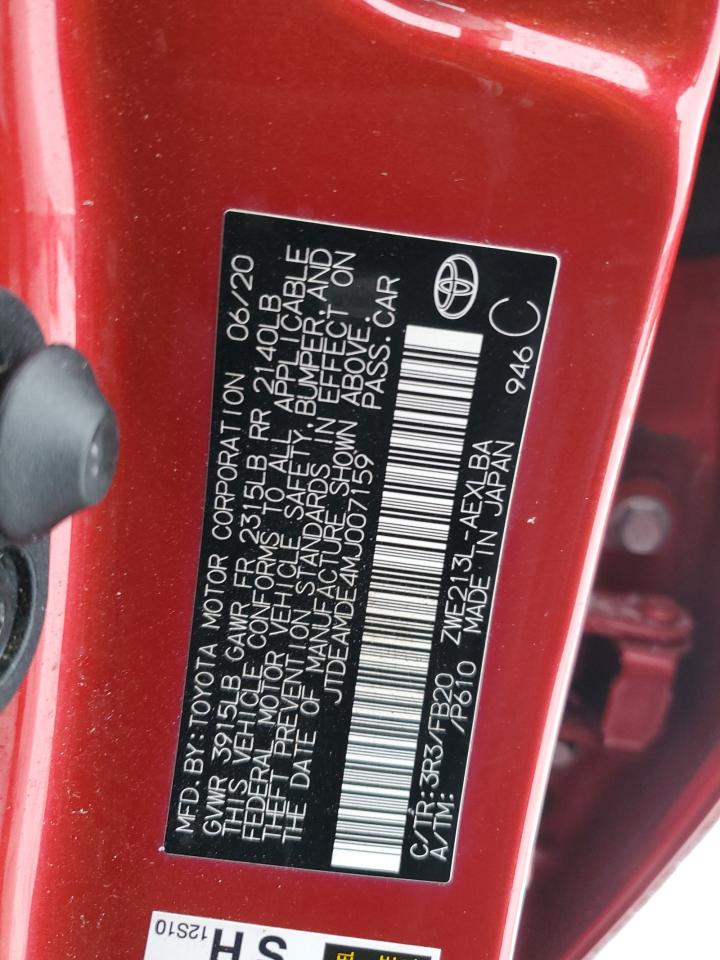 MFD. BY: TOYOTA MOTOR CORPORATION 06/20
GVWR 3915LB GAWR FR 2315LB RR 2140LB
THIS VEHICLE CONFORMS TO ALL APPLICABLE
FEDERAL MOTOR VEHICLE SAFETY, BUMPER, AND
THEFT PREVENTION STANDARDS IN EFFECT ON
THE DATE OF MANUFACTURE SHOWN ABOVE.
JTDEAMDE4MJ007159 PASS. CAR
C/TR: 3R3/FB20 ZWE213L-AEXLBA
A/TM: /P610 MADE IN JAPAN 946 C
12S10
SH